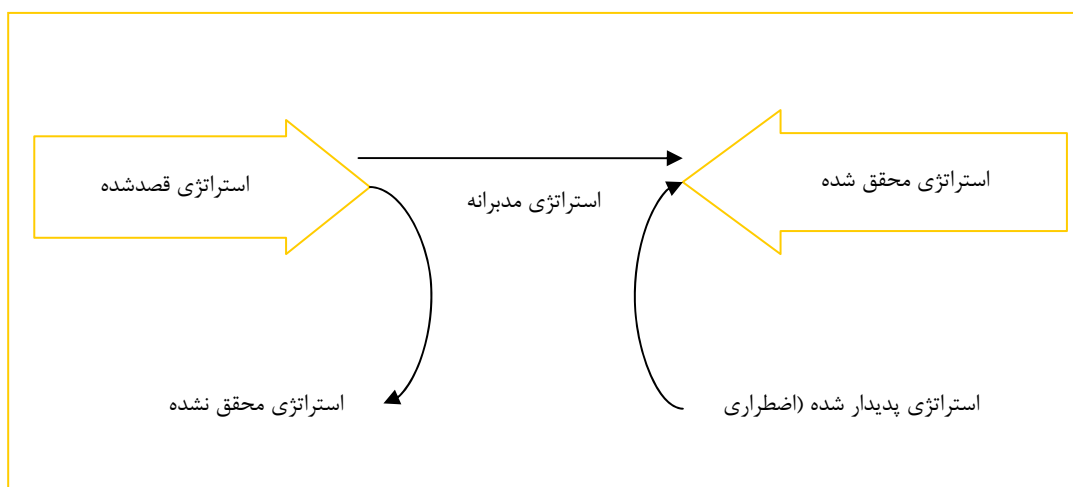 استراتژی محقق شده
استراتژی قصدشده
استراتژی مدبرانه
استراتژی پدیدار شده (اضطراری
استراتژی محقق نشده